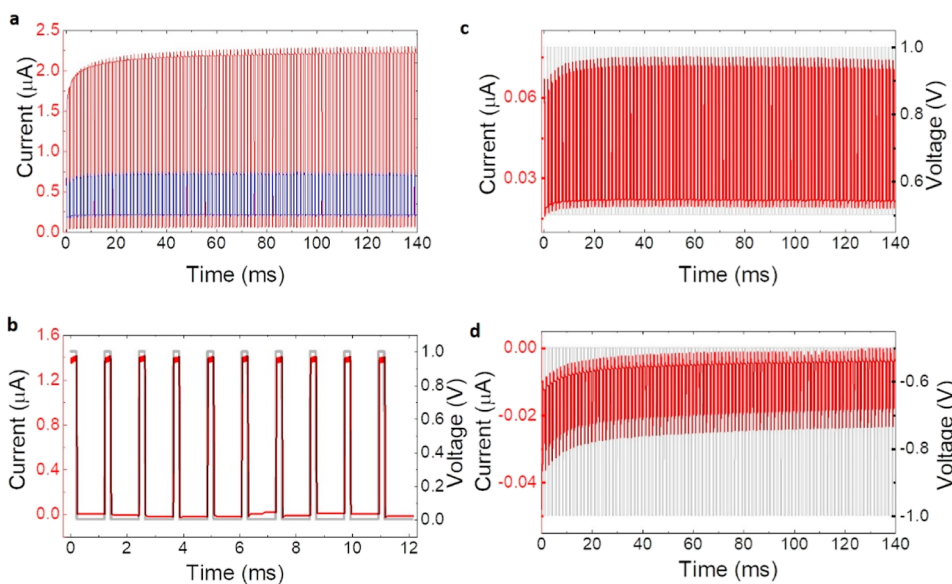 a
2.5
2.0
1.5
1.0
0.5
0.0
Current (μA)
0 20 40 60 80 100 120 140
Time (ms)
c
0.06
0.03
Current (μA)
1.0
0.8
0.6
Voltage (V)
0 20 40 60 80 100 120 140
Time (ms)
b
1.6
1.2
0.8
0.4
0.0
Current (μA)
1.0
0.8
0.6
0.4
0.2
0.0
Voltage (V)
0 2 4 6 8 10 12
Time (ms)
d
0.00
-0.02
-0.04
Current (μA)
-0.6
-0.8
-1.0
Voltage (V)
0 20 40 60 80 100 120 140
Time (ms)